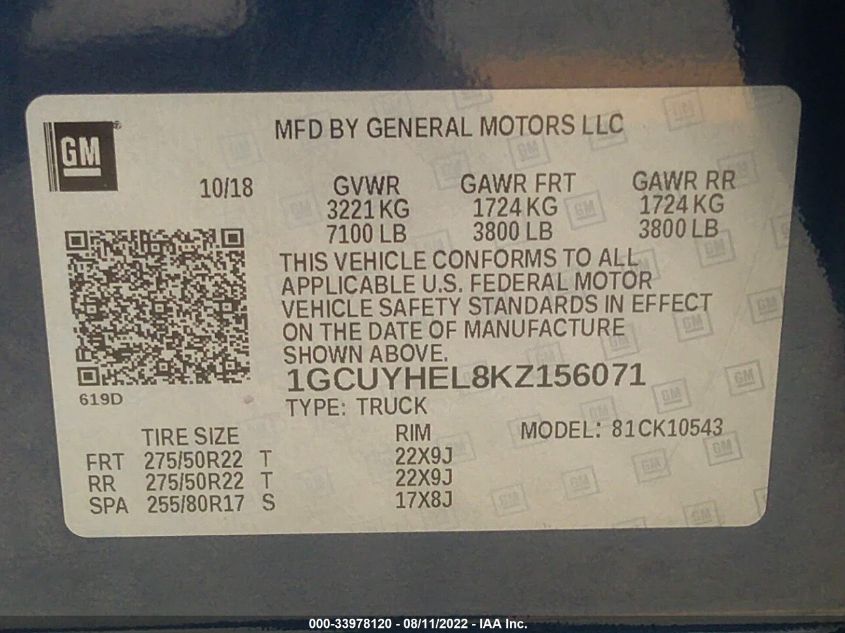 GM
MFD BY GENERAL MOTORS LLC
10/18 GVWR GAWR FRT GAWR RR
3221 KG 1724 KG 1724 KG
7100 LB 3800 LB 3800 LB
THIS VEHICLE CONFORMS TO ALL
APPLICABLE U.S. FEDERAL MOTOR
VEHICLE SAFETY STANDARDS IN EFFECT
ON THE DATE OF MANUFACTURE
SHOWN ABOVE.
1GCUYHEL8KZ156071
619D
TYPE: TRUCK
TIRE SIZE RIM MODEL: 81CK10543
FRT 275/50R22 T 22X9J
RR 275/50R22 T 22X9J
SPA 255/80R17 S 17X8J
000-33978120 - 08/11/2022 - IAA Inc.